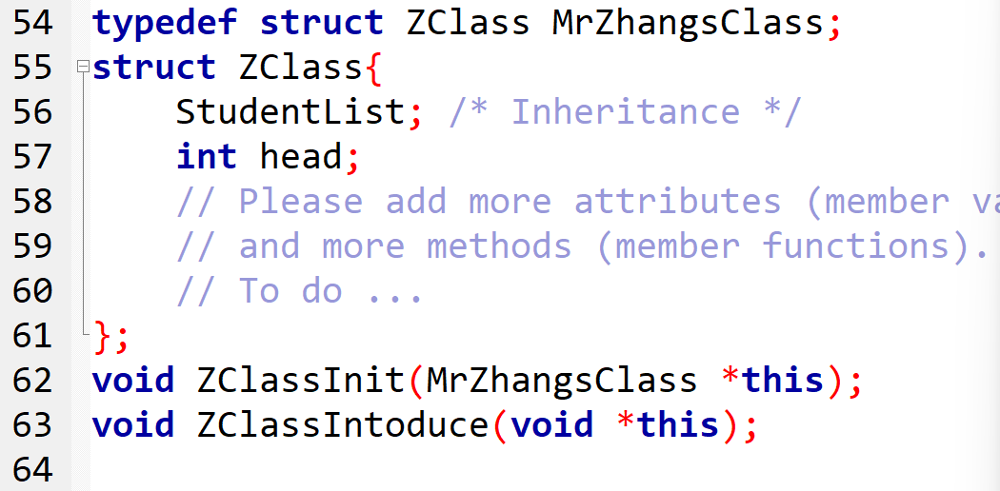 54 typedef struct ZClass MrZhangsClass;
55 struct ZClass{
56 StudentList; /* Inheritance */
57 int head;
58 // Please add more attributes (member
59 // and more methods (member functions).
60 // To do ...
61 };
62 void ZClassInit(MrZhangsClass *this);
63 void ZClassIntoduce(void *this);
64